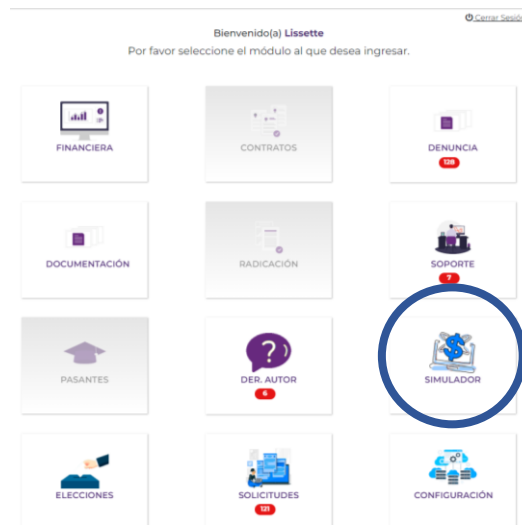 Cerrar Sesión
Bienvenido(a) Lissette
Por favor seleccione el módulo al que desea ingresar.
FINANCIERA
CONTRATOS
DENUNCIA
128
DOCUMENTACIÓN
RADICACIÓN
SOPORTE
7
PASANTES
DER. AUTOR
6
SIMULADOR
ELECCIONES
SOLICITUDES
121
CONFIGURACIÓN